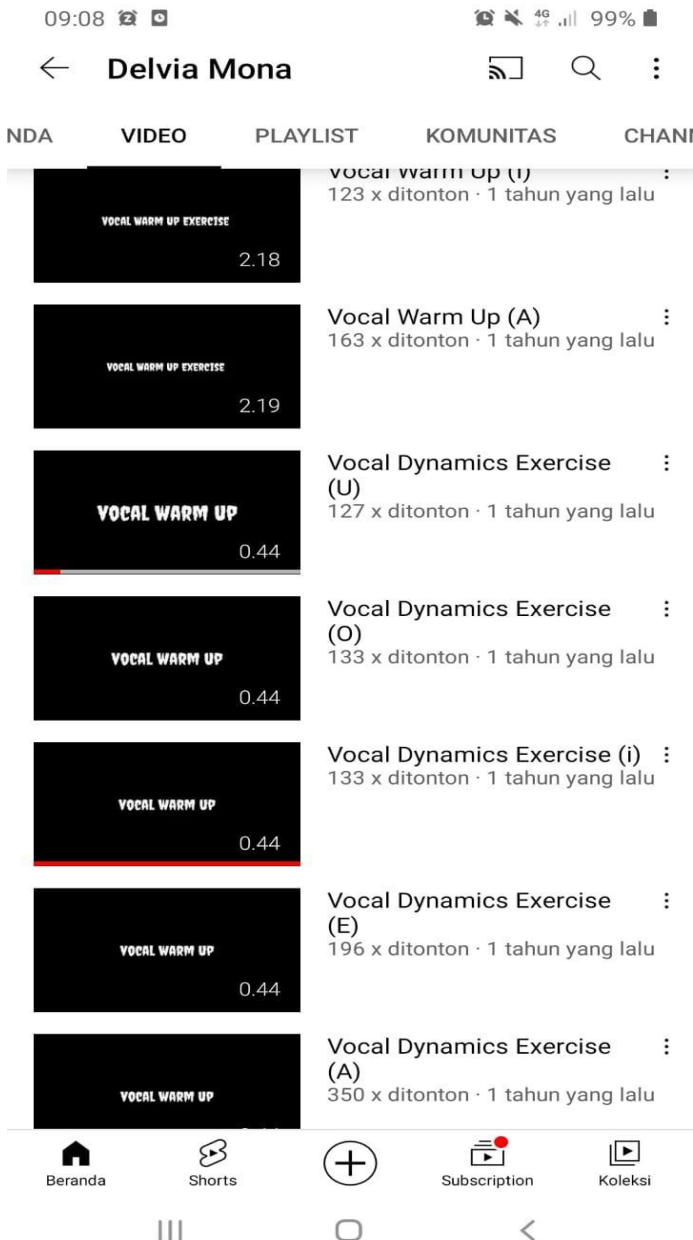 09:08 4G 99%
Delvia Mona
NDA VIDEO PLAYLIST KOMUNITAS CHANN
Vocal Warm Up (I)
123 x ditonton · 1 tahun yang lalu
VOCAL WARM UP EXERCISE
2.18
Vocal Warm Up (A)
163 x ditonton · 1 tahun yang lalu
VOCAL WARM UP EXERCISE
2.19
Vocal Dynamics Exercise
(U)
127 x ditonton · 1 tahun yang lalu
VOCAL WARM UP
0.44
Vocal Dynamics Exercise
(O)
133 x ditonton · 1 tahun yang lalu
VOCAL WARM UP
0.44
Vocal Dynamics Exercise (i)
133 x ditonton · 1 tahun yang lalu
VOCAL WARM UP
0.44
Vocal Dynamics Exercise
(E)
196 x ditonton · 1 tahun yang lalu
VOCAL WARM UP
0.44
Vocal Dynamics Exercise
(A)
350 x ditonton · 1 tahun yang lalu
VOCAL WARM UP
Beranda Shorts Subscription Koleksi